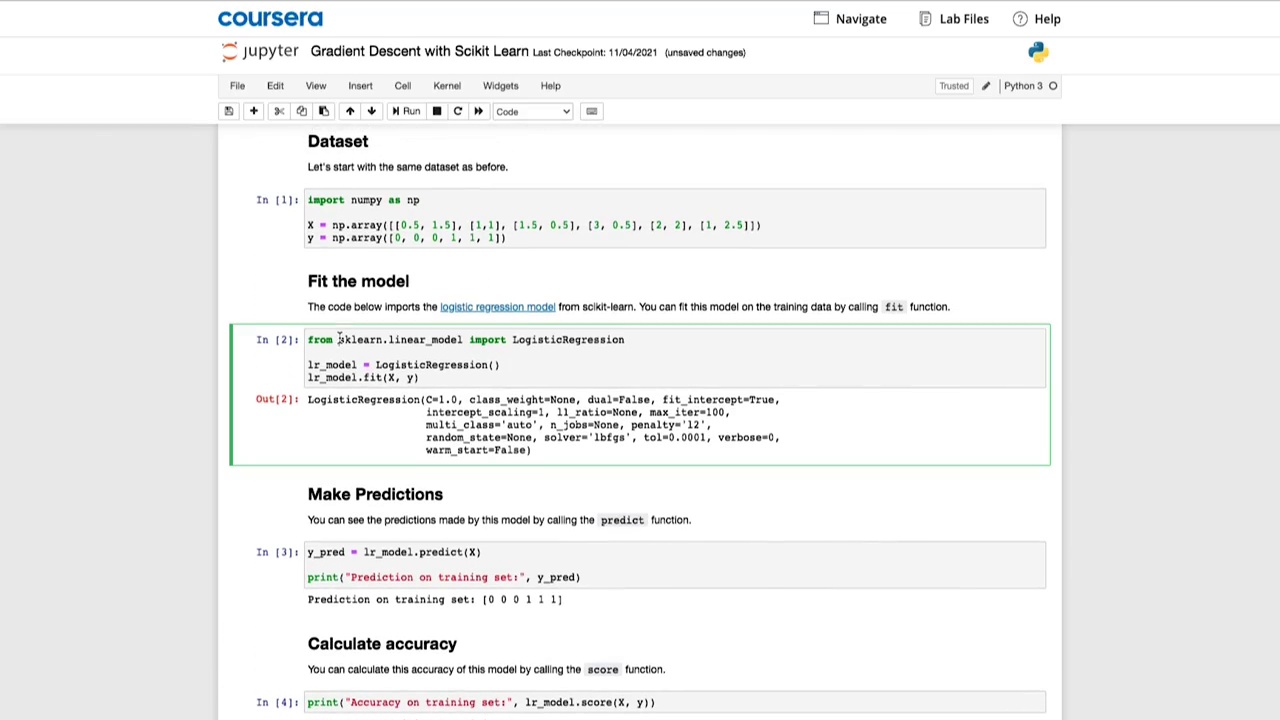 coursera
Navigate
Lab Files
Help
jupyter Gradient Descent with Scikit Learn Last Checkpoint: 11/04/2021 (unsaved changes)
File Edit View Insert Cell Kernel Widgets Help
Trusted
Python 3
Run
Code
Dataset
Let's start with the same dataset as before.
In [1]: import numpy as np
X = np.array([[0.5, 1.5], [1,1], [1.5, 0.5], [3, 0.5], [2, 2], [1, 2.5]])
y = np.array([0, 0, 0, 1, 1, 1])
Fit the model
The code below imports the logistic regression model from scikit-learn. You can fit this model on the training data by calling fit function.
In [2]: from sklearn.linear_model import LogisticRegression
lr_model = LogisticRegression()
lr_model.fit(X, y)
Out[2]: LogisticRegression(C=1.0, class_weight=None, dual=False, fit_intercept=True,
intercept_scaling=1, l1_ratio=None, max_iter=100,
multi_class='auto', n_jobs=None, penalty='l2',
random_state=None, solver='lbfgs', tol=0.0001, verbose=0,
warm_start=False)
Make Predictions
You can see the predictions made by this model by calling the predict function.
In [3]: y_pred = lr_model.predict(X)
print("Prediction on training set:", y_pred)
Prediction on training set: [0 0 0 1 1 1]
Calculate accuracy
You can calculate this accuracy of this model by calling the score function.
In [4]: print("Accuracy on training set:", lr_model.score(X, y))